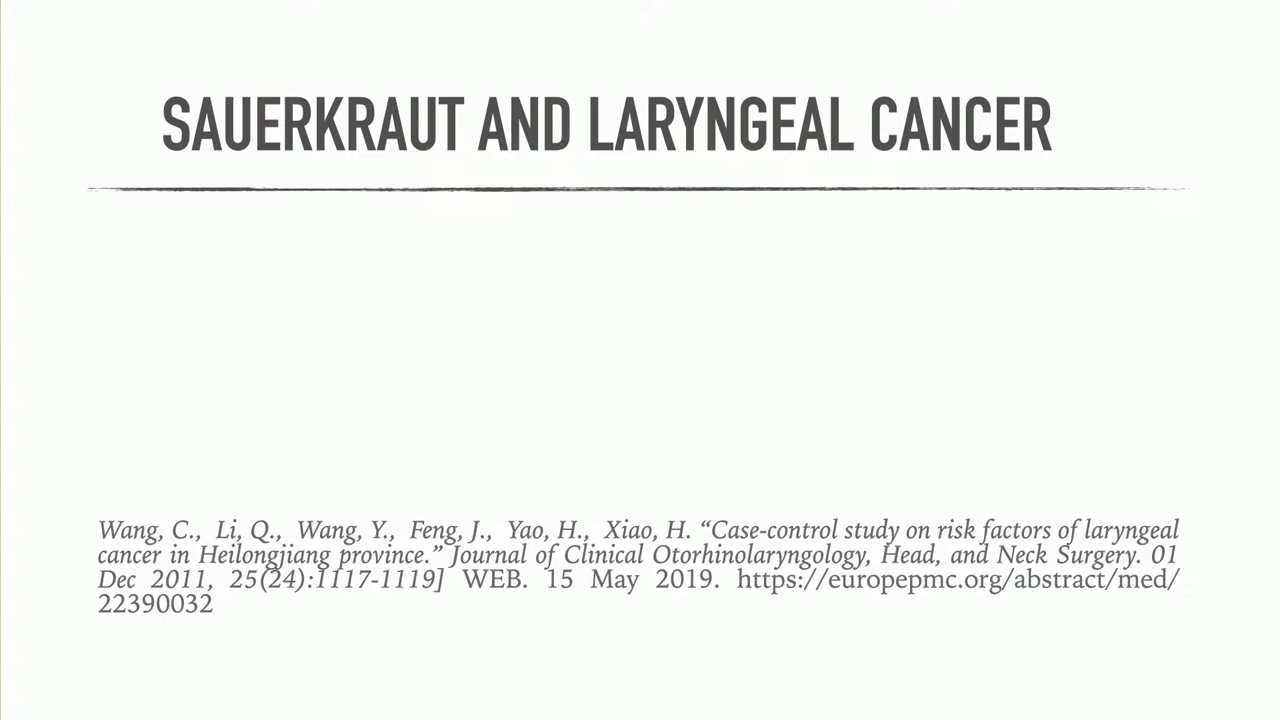 SAUERKRAUT AND LARYNGEAL CANCER
Wang, C., Li, Q., Wang, Y., Feng, J., Yao, H., Xiao, H. “Case-control study on risk factors of laryngeal
cancer in Heilongjiang province.” Journal of Clinical Otorhinolaryngology, Head, and Neck Surgery. 01
Dec 2011, 25(24):1117-1119] WEB. 15 May 2019. https://europepmc.org/abstract/med/
22390032